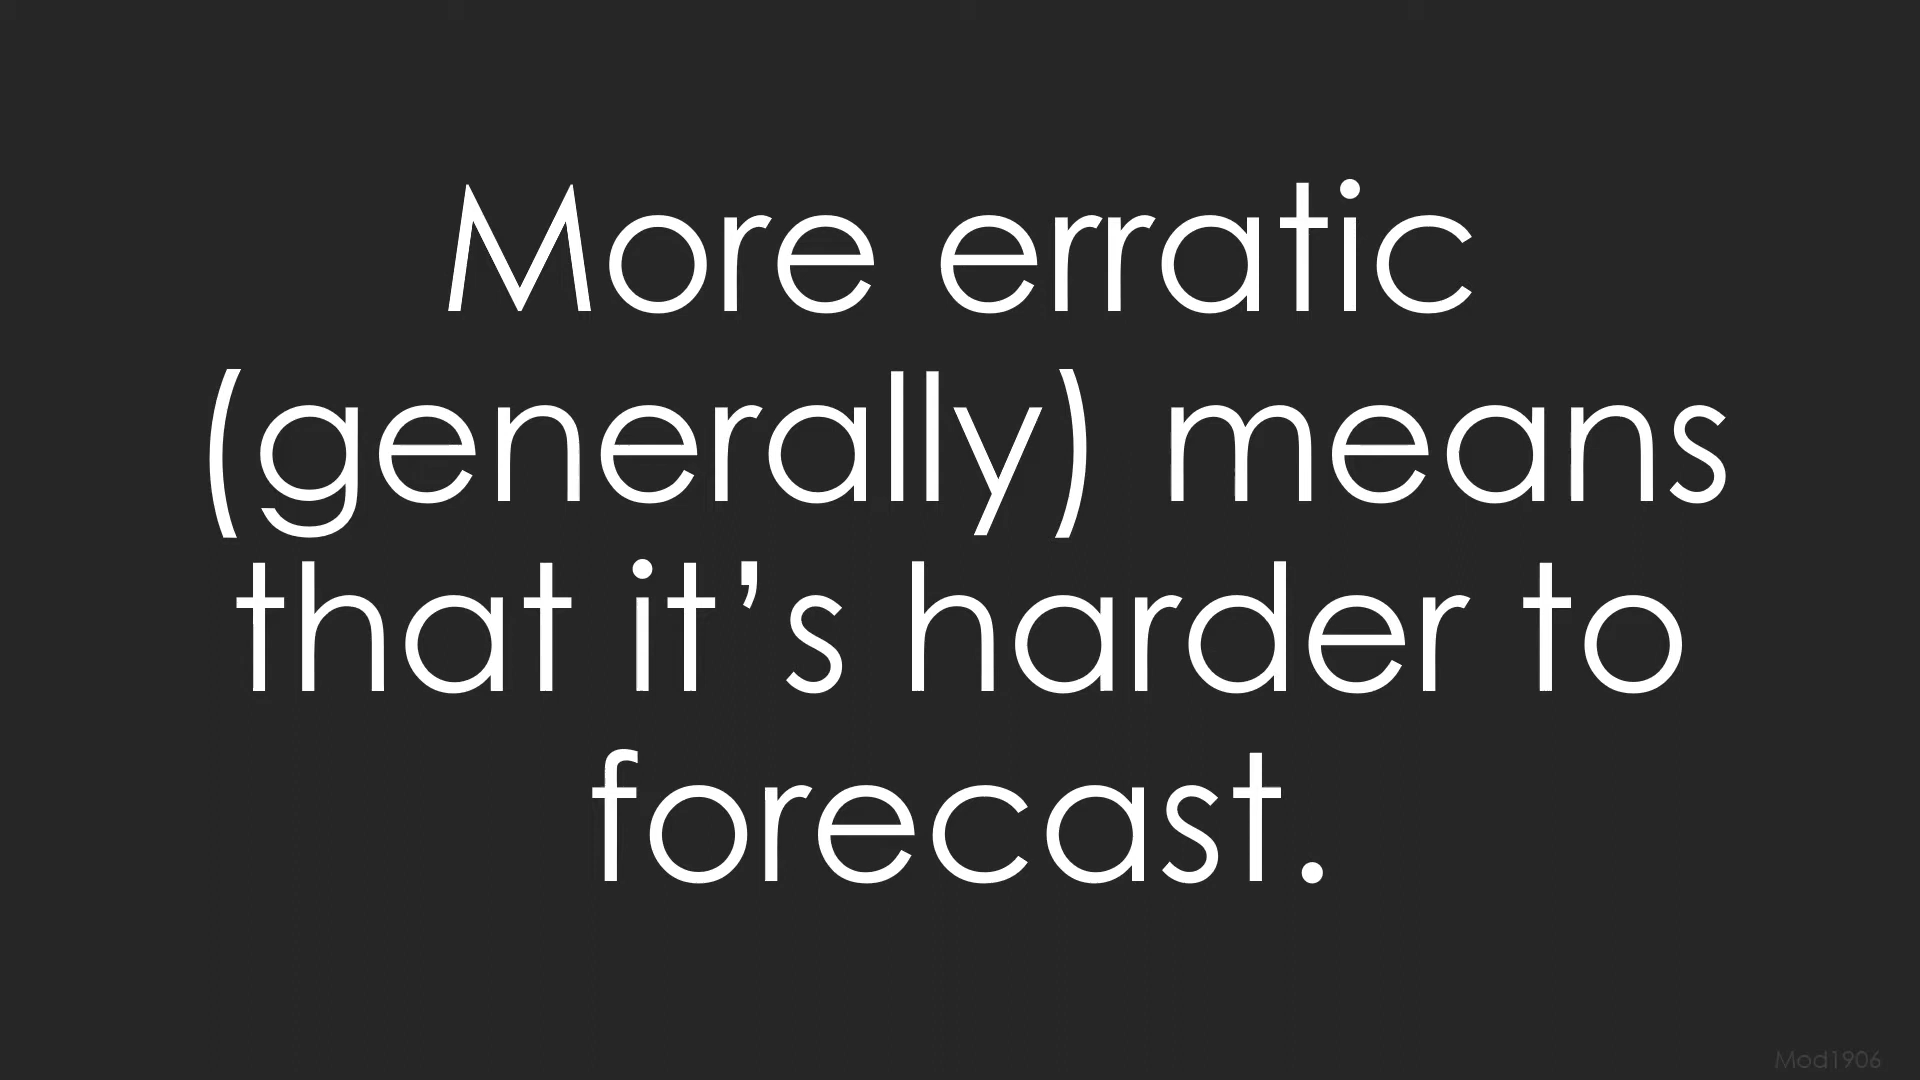 More erratic
(generally) means
that it’s harder to
forecast.
Mod1906